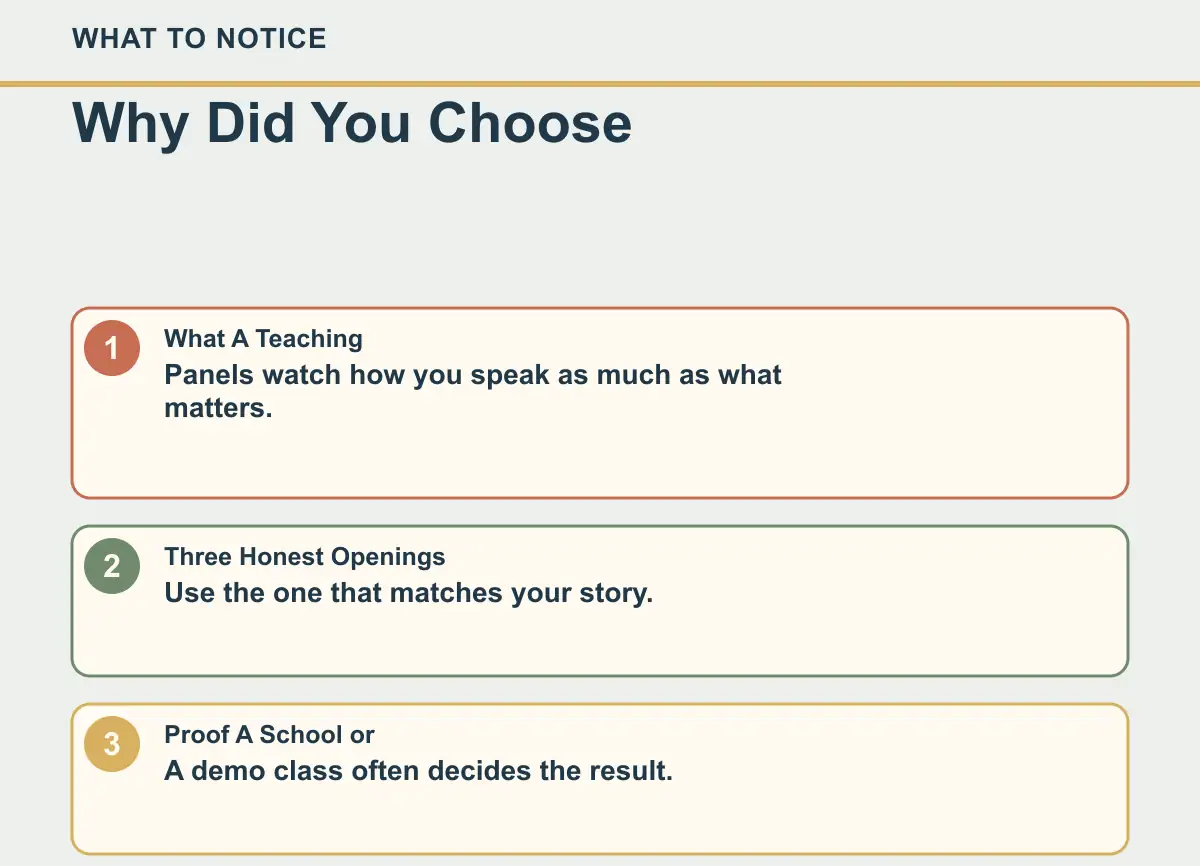 WHAT TO NOTICE
Why Did You Choose
1
What A Teaching
Panels watch how you speak as much as what
matters.
2
Three Honest Openings
Use the one that matches your story.
3
Proof A School or
A demo class often decides the result.